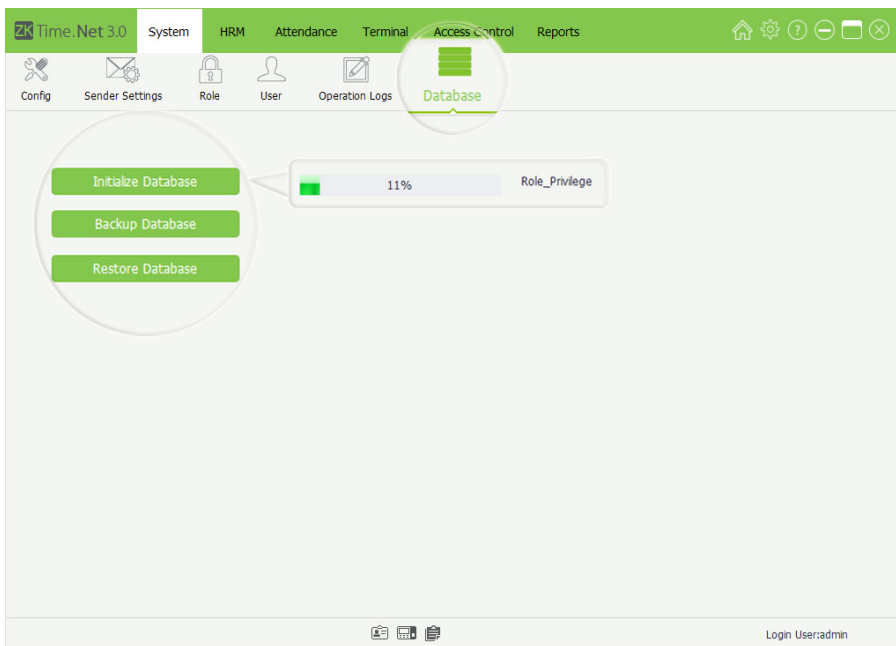 ZK Time.Net 3.0 System HRM Attendance Terminal Access Control Reports
Config Sender Settings Role User Operation Logs Database
Initialize Database
11% Role_Privilege
Backup Database
Restore Database
Login User:admin